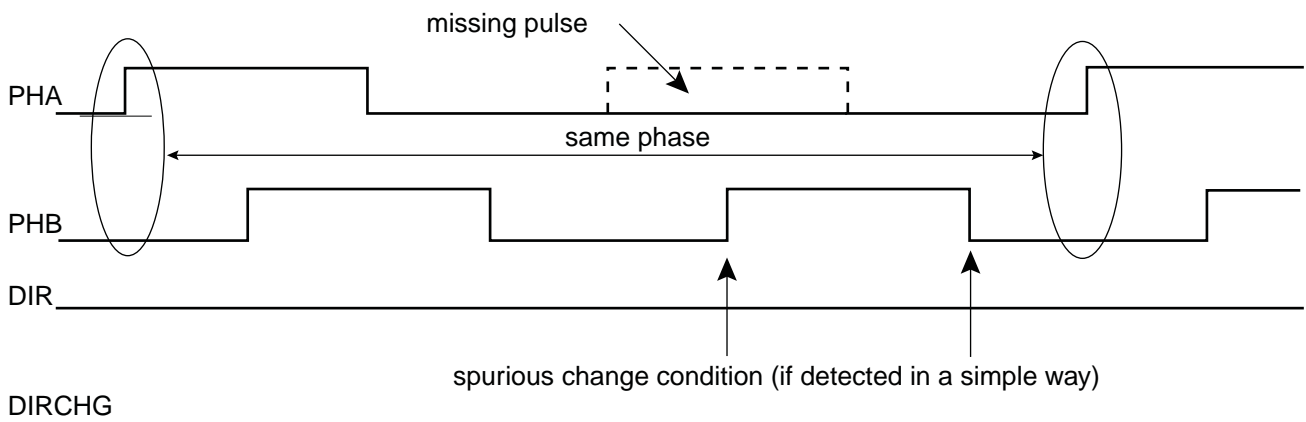 missing pulse
PHA
same phase
PHB
DIR
spurious change condition (if detected in a simple way)
DIRCHG